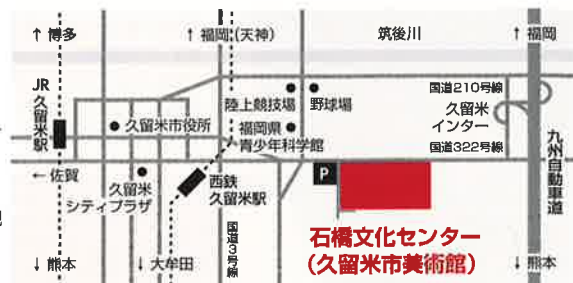 ↑博多
↑福岡(天神)
筑後川
↑福岡
国道210号線
JR
久留米駅
陸上競技場
野球場
久留米
インター
久留米市役所
福岡県
青少年科学館
国道322号線
九州自動車道
←佐賀
P
久留米
シティプラザ
西鉄
久留米駅
国道3号線
石橋文化センター
(久留米市美術館)
↓熊本
↓大牟田
↓熊本